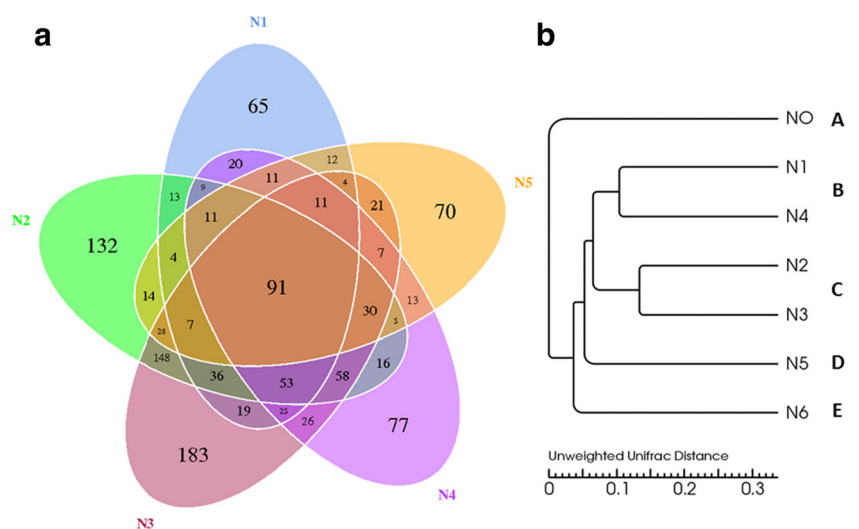 a
b
N1
65
N5
12
20
11
4
9
13
11
11
21
70
N2
132
4
7
91
14
13
30
5
28
7
148
36
53
58
16
19
25
26
77
183
N4
N3
NO A
N1
B
N4
N2
C
N3
N5 D
N6 E
Unweighted Unifrac Distance
0 0.1 0.2 0.3